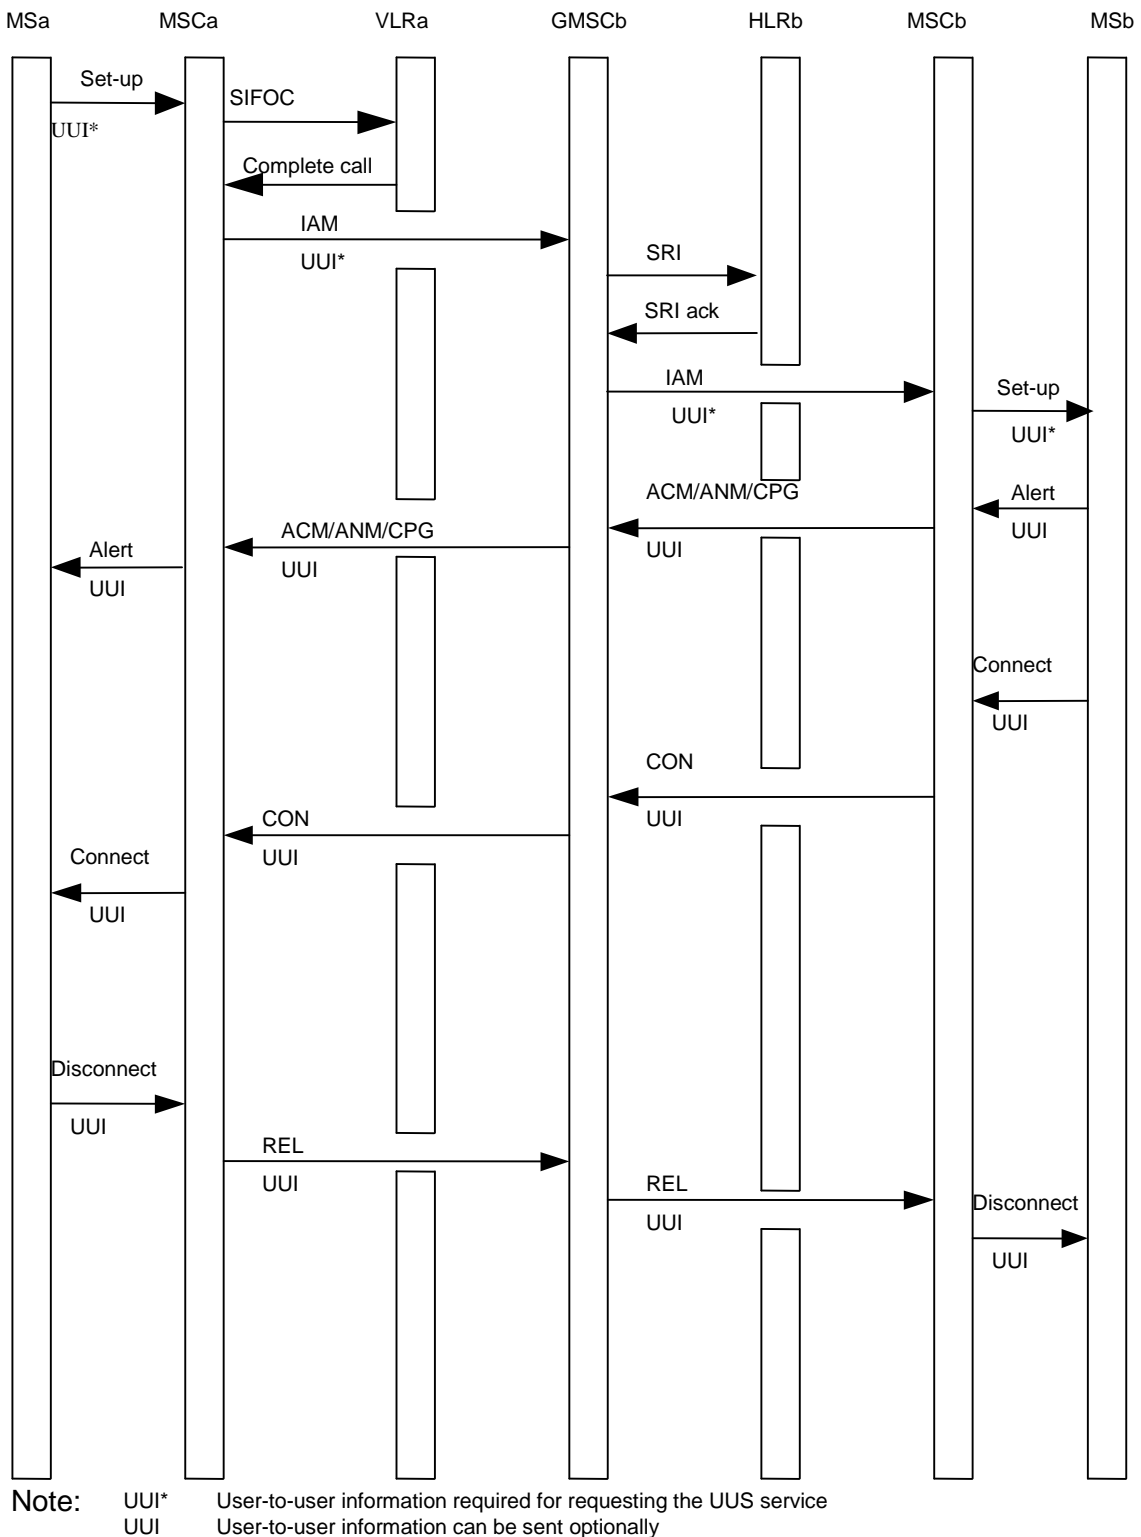 MSa MSCa VLRa GMSCb HLRb MSCb MSb
Set-up
UUI*
SIFOC
Complete call
IAM
UUI*
SRI
SRI ack
IAM
UUI*
Set-up
UUI*
Alert
UUI
ACM/ANM/CPG
UUI
ACM/ANM/CPG
UUI
Alert
UUI
Connect
UUI
CON
UUI
CON
UUI
Connect
UUI
Disconnect
UUI
REL
UUI
REL
UUI
Disconnect
UUI
Note: UUI* User-to-user information required for requesting the UUS service
UUI User-to-user information can be sent optionally